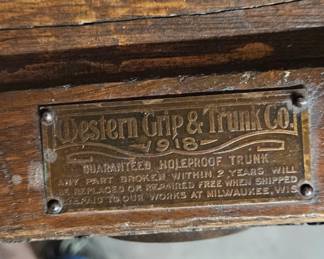 Western Grip & Trunk Co.
1918
GUARANTEED HOLEPROOF TRUNK
ANY PART BROKEN WITHIN 2 YEARS WILL
BE REPLACED OR REPAIRED FREE WHEN SHIPPED
PREPAID TO OUR WORKS AT MILWAUKEE, WIS